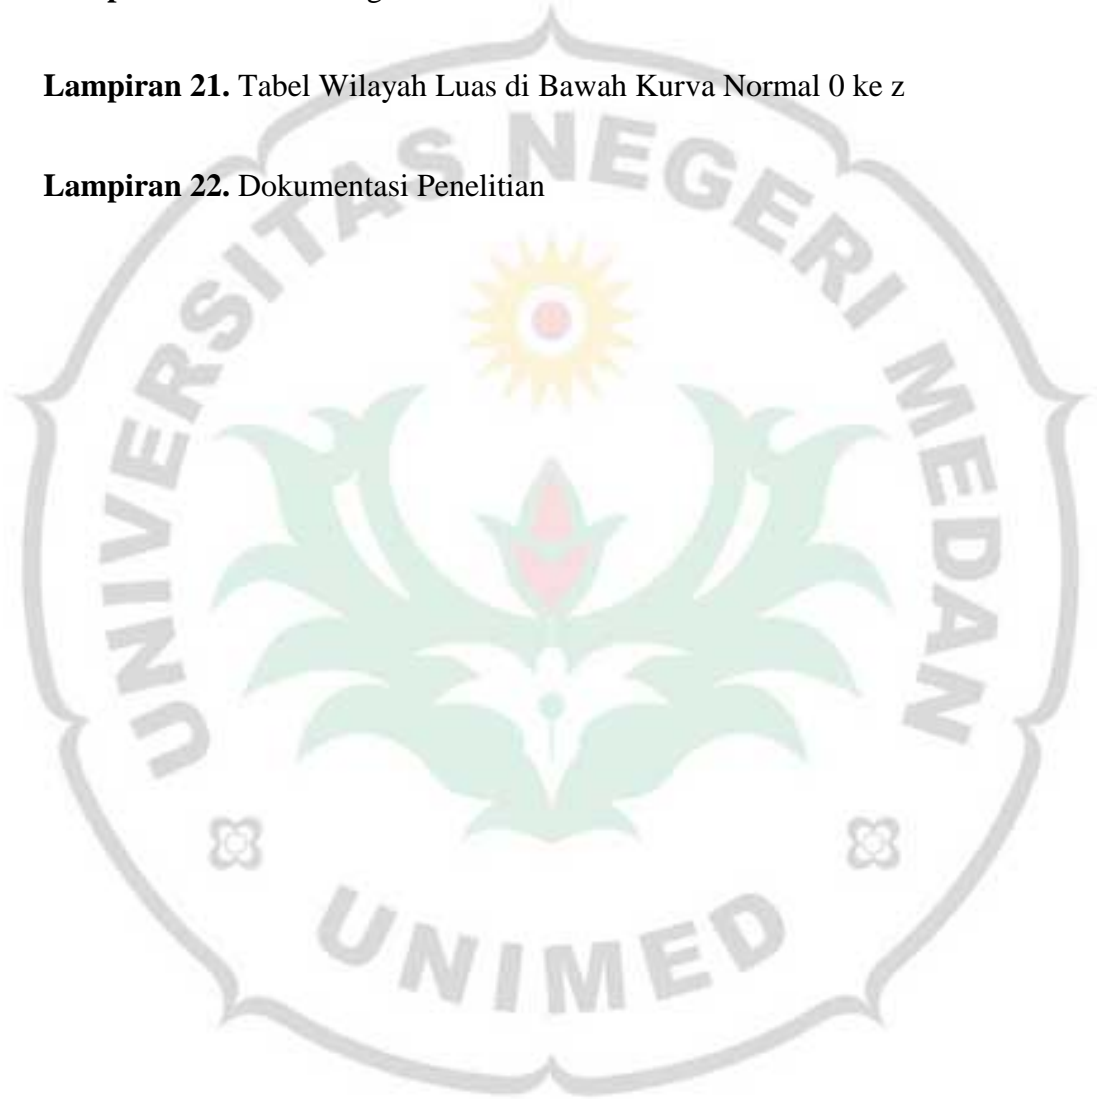 Lampiran 21. Tabel Wilayah Luas di Bawah Kurva Normal 0 ke z
Lampiran 22. Dokumentasi Penelitian
UNIVERSITAS NEGERI MEDAN
UNIMED